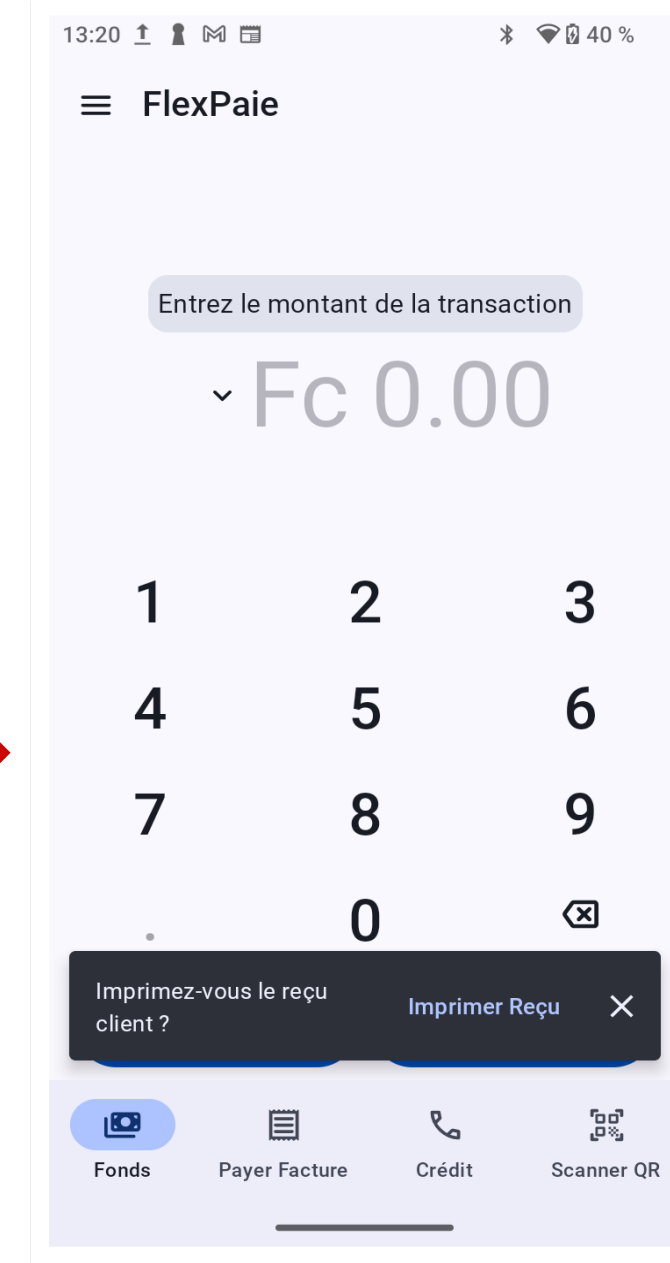 13:20 40 %
FlexPaie
Entrez le montant de la transaction
Fc 0.00
1 2 3
4 5 6
7 8 9
. 0
Imprimez-vous le reçu
client ?
Imprimer Reçu
Fonds Payer Facture Crédit Scanner QR